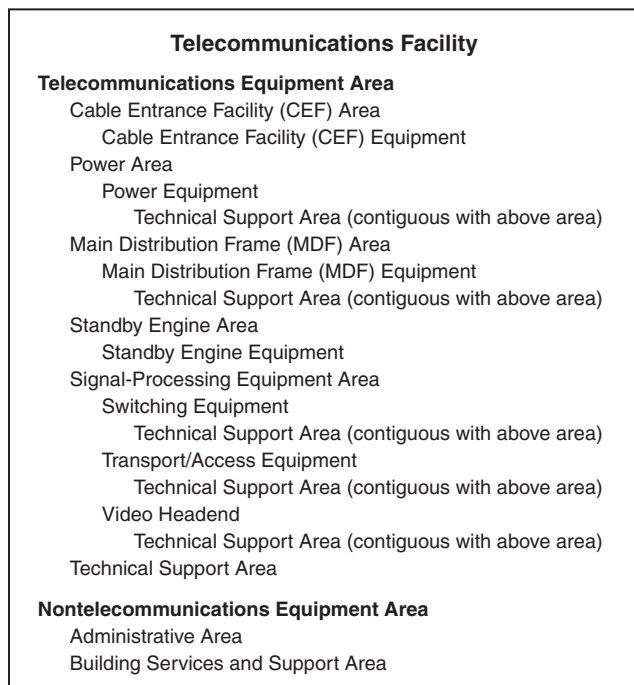 Telecommunications Facility
Telecommunications Equipment Area
Cable Entrance Facility (CEF) Area
Cable Entrance Facility (CEF) Equipment
Power Area
Power Equipment
Technical Support Area (contiguous with above area)
Main Distribution Frame (MDF) Area
Main Distribution Frame (MDF) Equipment
Technical Support Area (contiguous with above area)
Standby Engine Area
Standby Engine Equipment
Signal-Processing Equipment Area
Switching Equipment
Technical Support Area (contiguous with above area)
Transport/Access Equipment
Technical Support Area (contiguous with above area)
Video Headend
Technical Support Area (contiguous with above area)
Technical Support Area
Nontelecommunications Equipment Area
Administrative Area
Building Services and Support Area